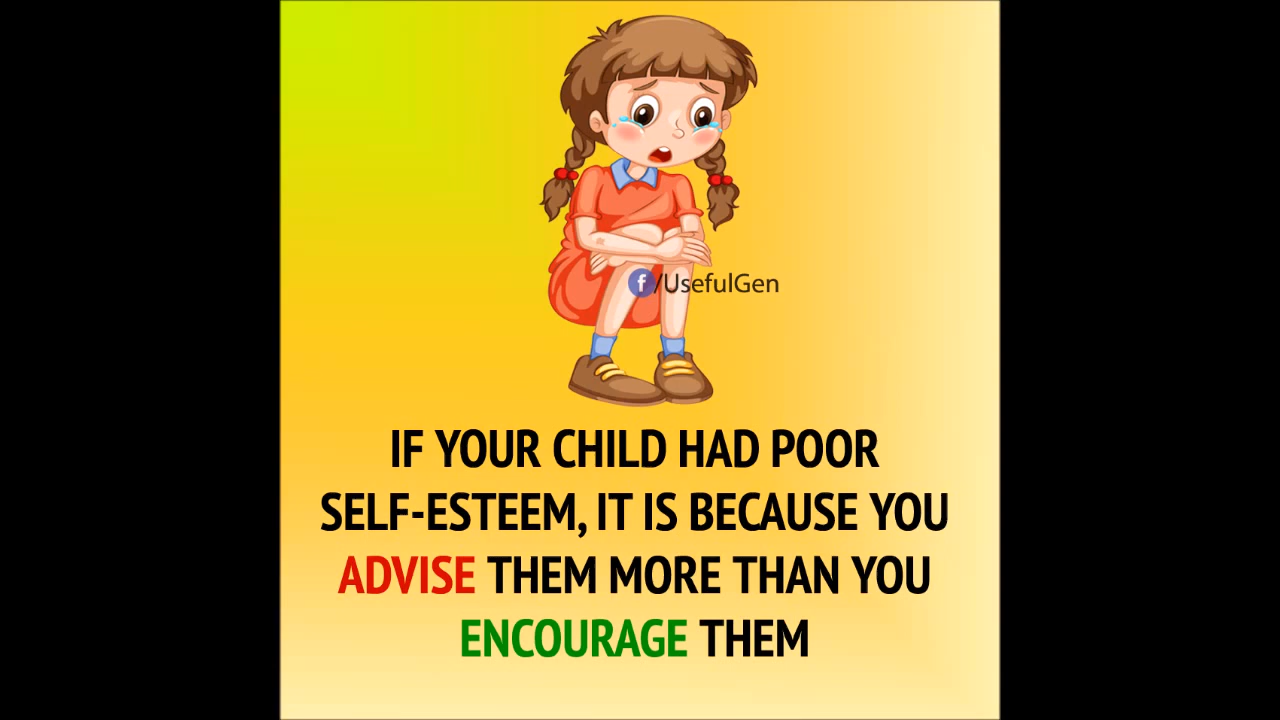 f/UsefulGen
IF YOUR CHILD HAD POOR
SELF-ESTEEM, IT IS BECAUSE YOU
ADVISE THEM MORE THAN YOU
ENCOURAGE THEM